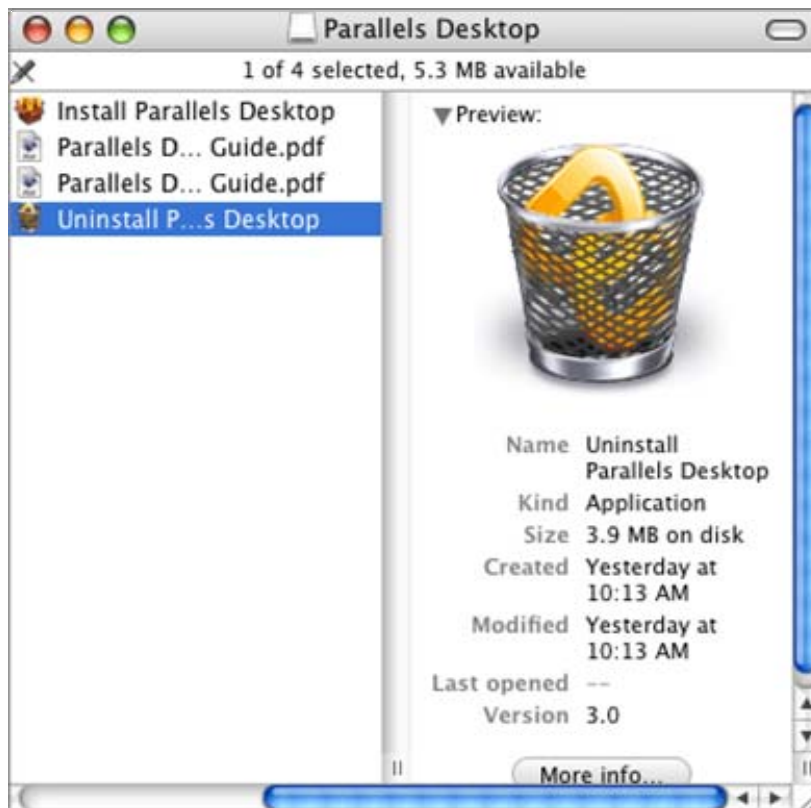 Parallels Desktop
1 of 4 selected, 5.3 MB available
Install Parallels Desktop
Parallels D... Guide.pdf
Parallels D... Guide.pdf
Uninstall P...s Desktop
Preview:
Name Uninstall
Parallels Desktop
Kind Application
Size 3.9 MB on disk
Created Yesterday at
10:13 AM
Modified Yesterday at
10:13 AM
Last opened --
Version 3.0
More info...